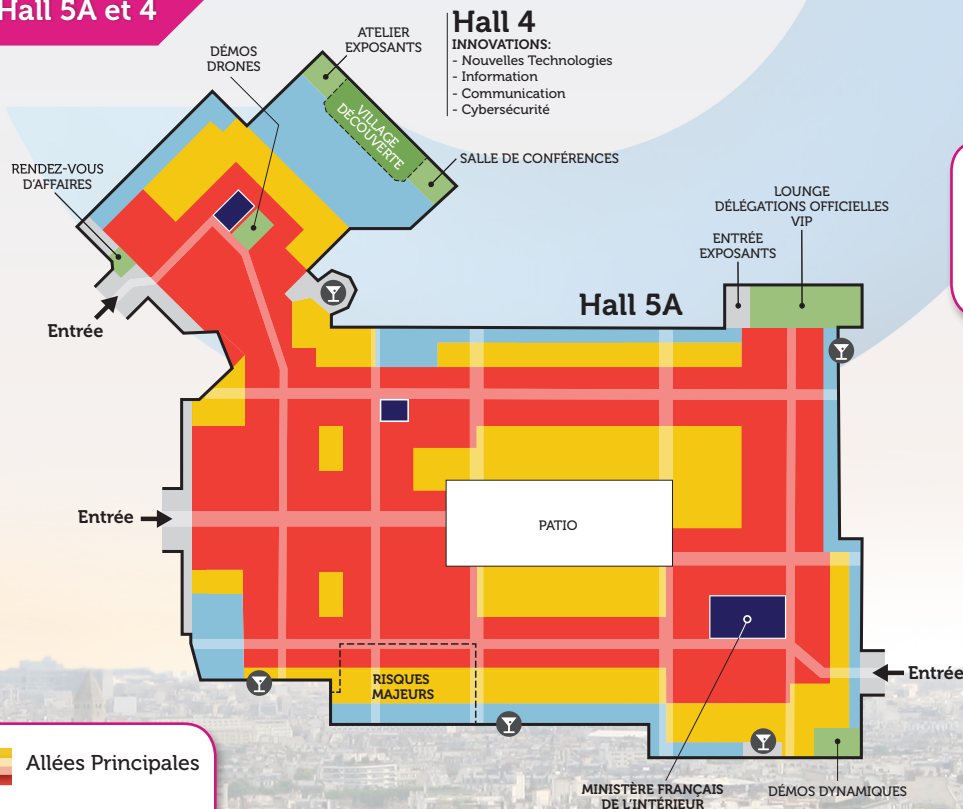 Hall 5A et 4
Hall 4
INNOVATIONS:
- Nouvelles Technologies
- Information
- Communication
- Cybersécurité
ATELIER
EXPOSANTS
DÉMOS
DRONES
VILLAGE
DÉCOUVERTE
SALLE DE CONFÉRENCES
RENDEZ-VOUS
D'AFFAIRES
LOUNGE
DÉLÉGATIONS OFFICIELLES
VIP
ENTRÉE
EXPOSANTS
Hall 5A
Entrée
Entrée
PATIO
Entrée
RISQUES
MAJEURS
Allées Principales
MINISTÈRE FRANÇAIS
DE L'INTÉRIEUR
DÉMOS DYNAMIQUES